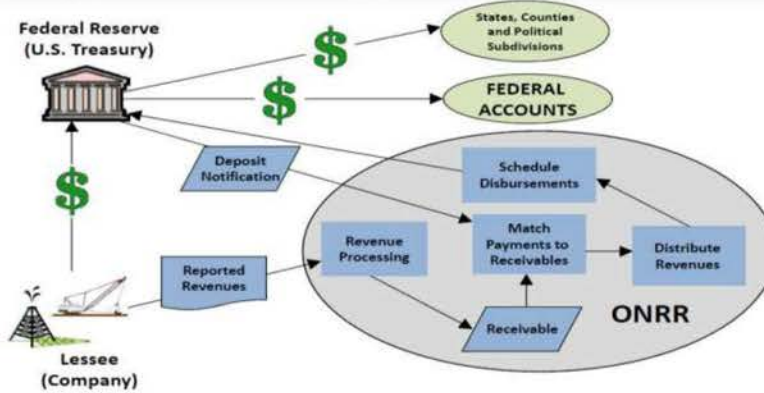 Federal Reserve
(U.S. Treasury)
States, Counties
and Political
Subdivisions
$
$
FEDERAL
ACCOUNTS
Deposit
Notification
Schedule
Disbursements
$
Revenue
Processing
Match
Payments to
Receivables
Distribute
Revenues
Reported
Revenues
Receivable
ONRR
Lessee
(Company)